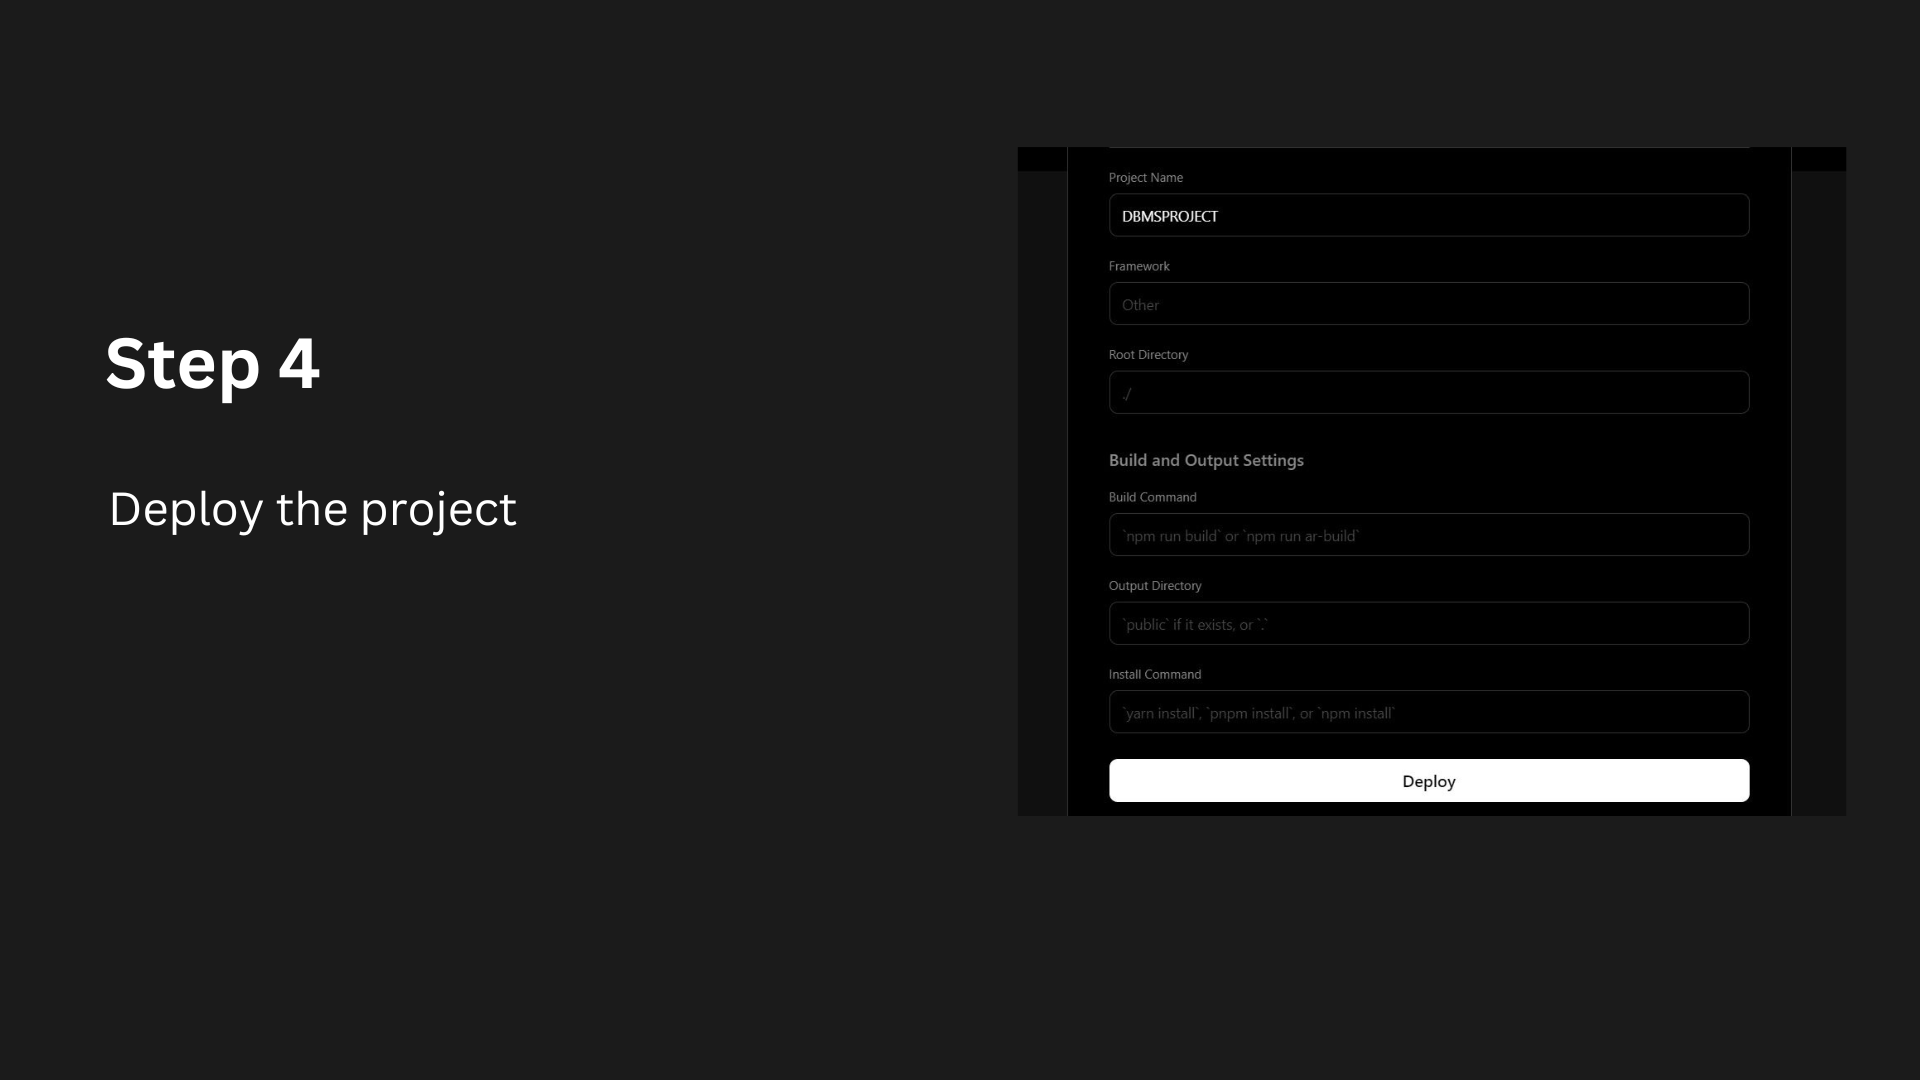 Step 4
Deploy the project
Project Name
DBMSPROJECT
Framework
Other
Root Directory
./
Build and Output Settings
Build Command
`npm run build` or `npm run ar-build`
Output Directory
`public` if it exists, or `.`
Install Command
`yarn install`, `pnpm install`, or `npm install`
Deploy